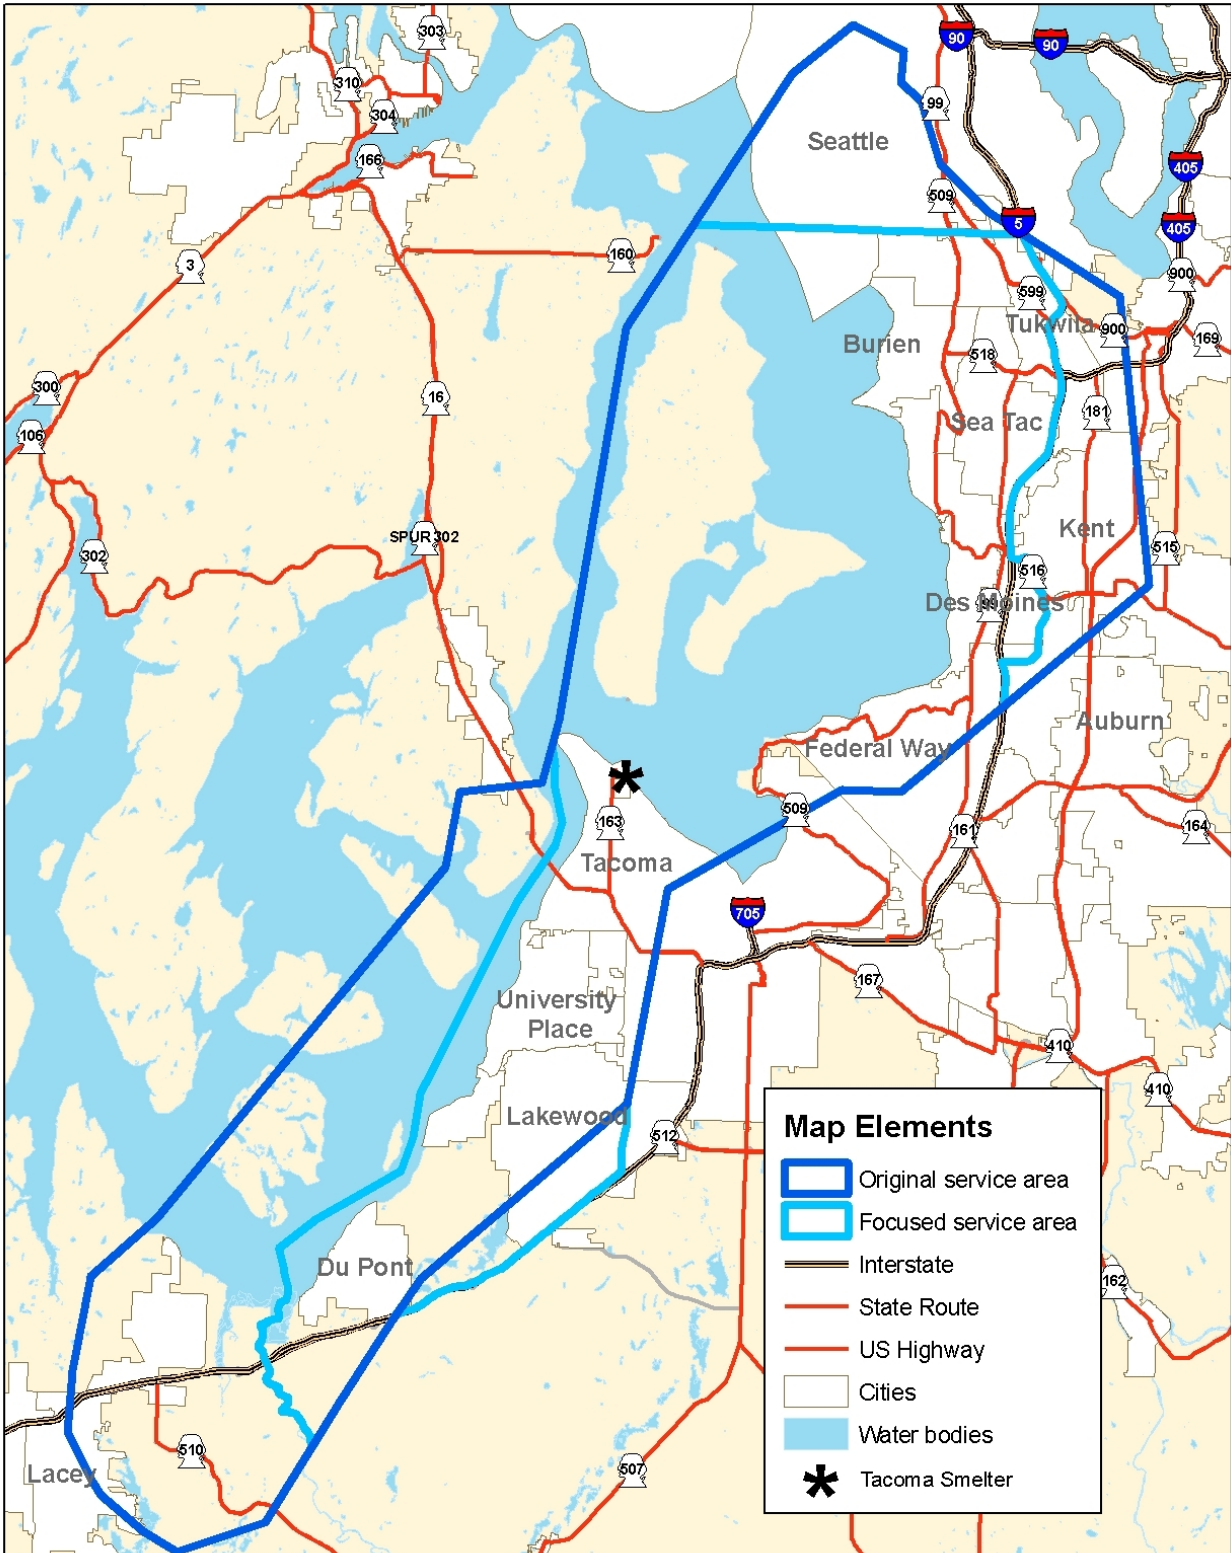 303
90
90
310
99
304
Seattle
166
405
509
5
405
160
3
900
599
Tukwila
900
169
Burien
518
300
16
181
Sea Tac
106
Kent
SPUR 302
515
302
516
Des Moines
99
Auburn
Federal Way
509
163
161
164
Tacoma
705
167
University
Place
410
410
Lakewood
512
Du Pont
162
510
Lacey
507
Map Elements
Original service area
Focused service area
Interstate
State Route
US Highway
Cities
Water bodies
Tacoma Smelter